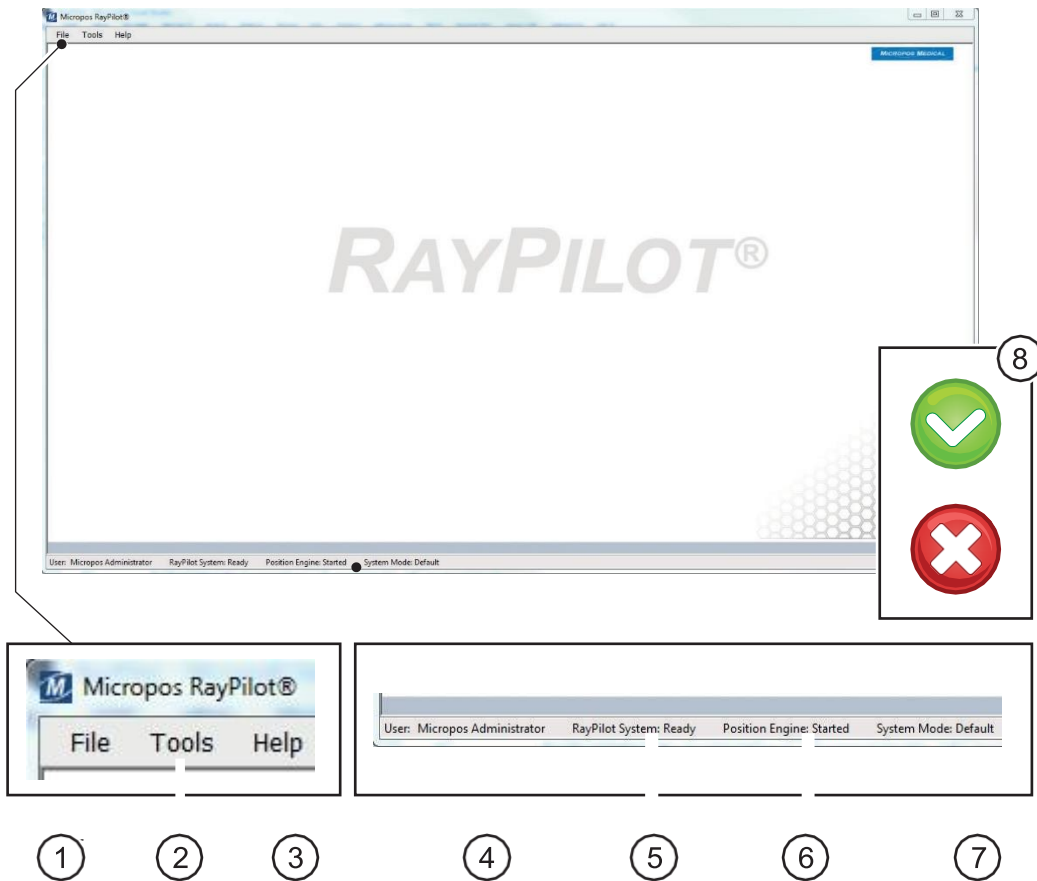 Micropos RayPilot®
File Tools Help
MICROPOS MEDICAL
RAYPILOT®
8
User: Micropos Administrator RayPilot System: Ready Position Engine: Started System Mode: Default
M Micropos RayPilot®
File Tools Help
User: Micropos Administrator RayPilot System: Ready Position Engine: Started System Mode: Default
1 2 3 4 5 6 7